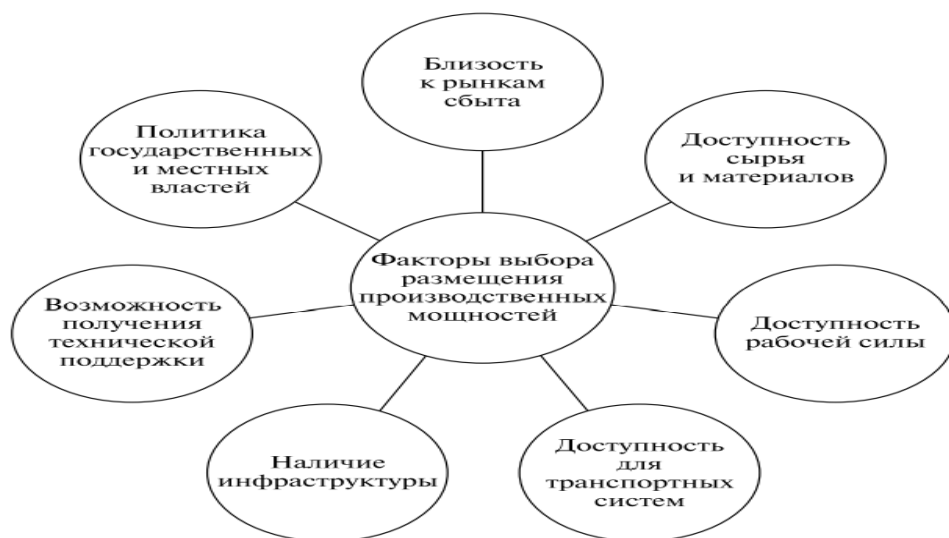 Близость
к рынкам
сбыта
Политика
государственных
и местных
властей
Доступность
сырья
и материалов
Факторы выбора
размещения
производственных
мощностей
Возможность
получения
технической
поддержки
Доступность
рабочей силы
Наличие
инфраструктуры
Доступность
для
транспортных
систем